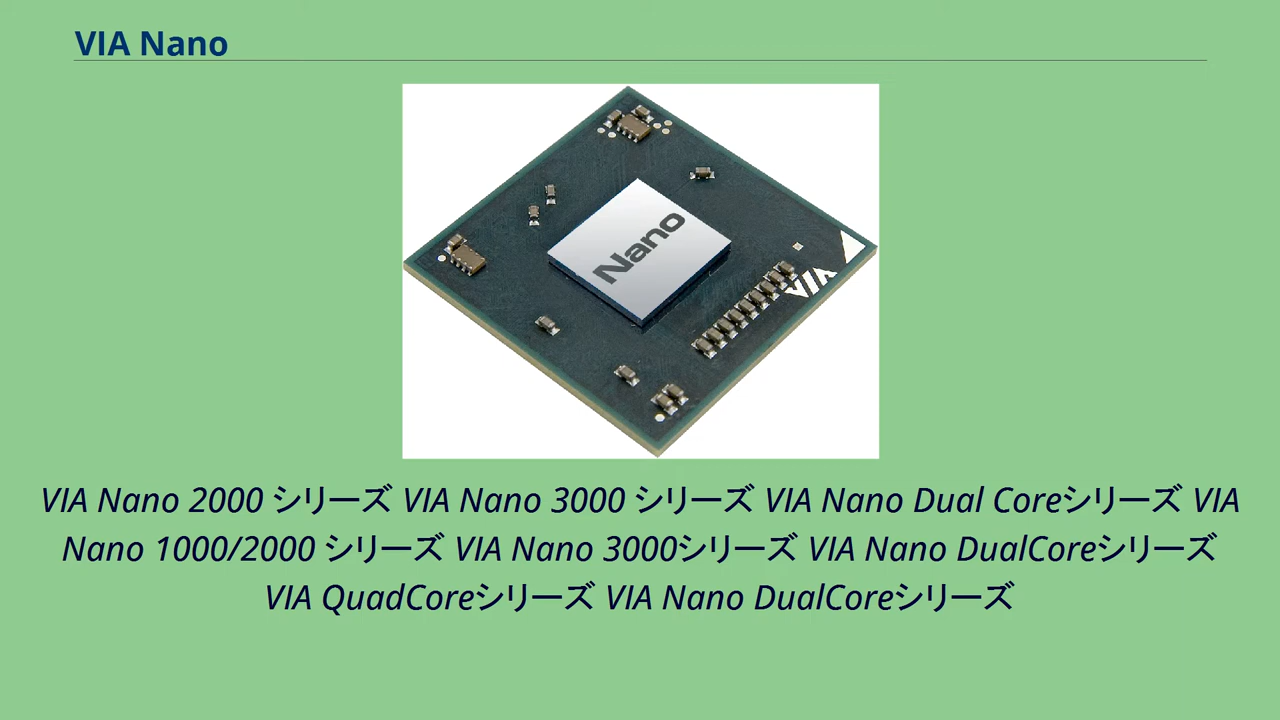 VIA Nano
Nano
VIA
VIA Nano 2000 シリーズ VIA Nano 3000 シリーズ VIA Nano Dual Coreシリーズ VIA
Nano 1000/2000 シリーズ VIA Nano 3000シリーズ VIA Nano DualCoreシリーズ
VIA QuadCoreシリーズ VIA Nano DualCoreシリーズ